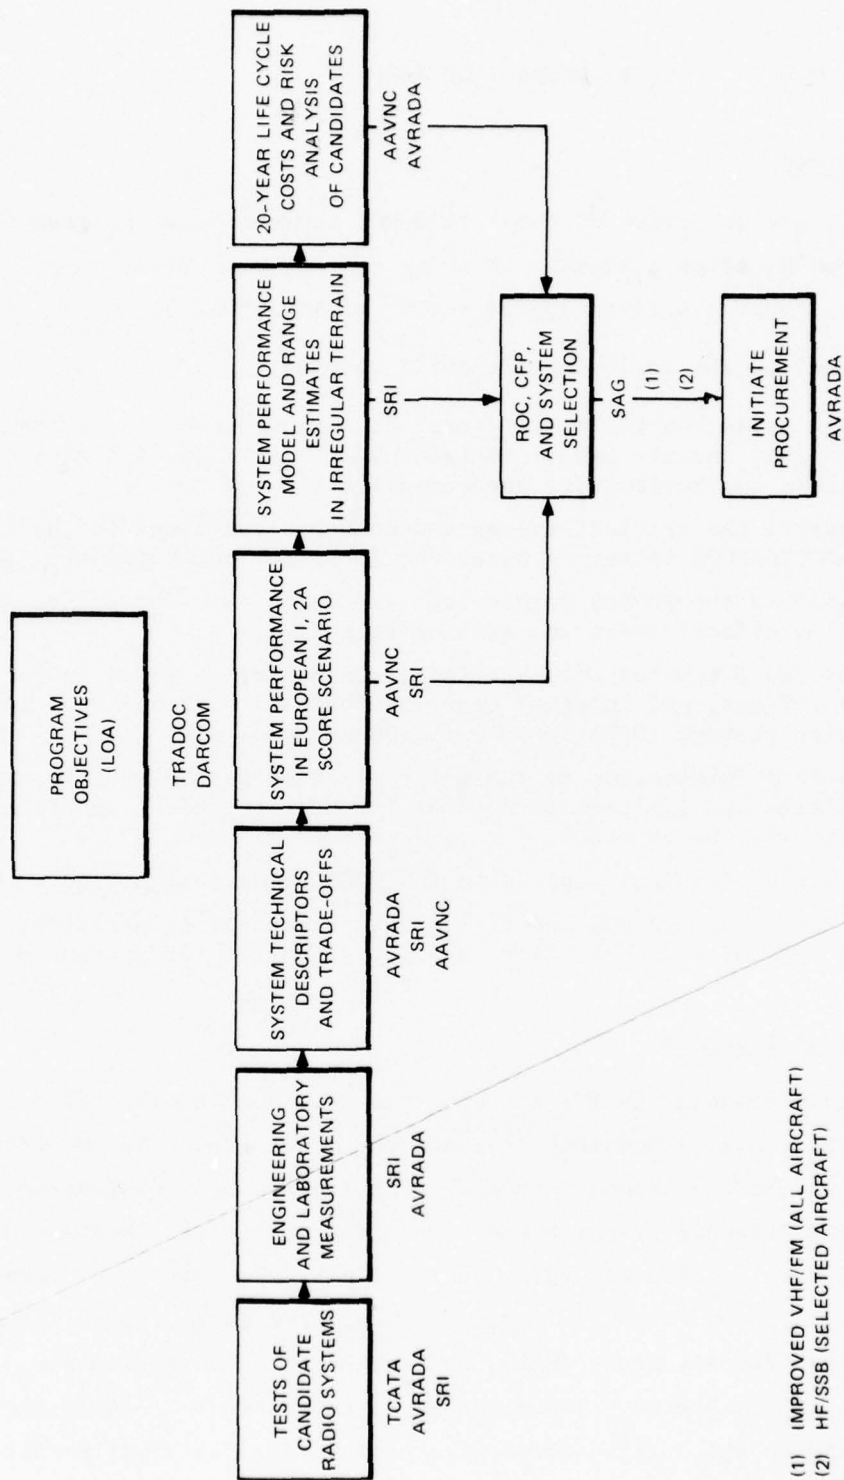 PROGRAM
OBJECTIVES
(LOA)
TRADOC
DARCOM
TESTS OF
CANDIDATE
RADIO SYSTEMS
TCATA
AVRADA
SRI
ENGINEERING
AND LABORATORY
MEASUREMENTS
SRI
AVRADA
SYSTEM TECHNICAL
DESCRIPTORS
AND TRADE-OFFS
AVRADA
SRI
AAVNC
SYSTEM PERFORMANCE
IN EUROPEAN I, 2A
SCORE SCENARIO
AAVNC
SRI
SYSTEM PERFORMANCE
MODEL AND RANGE
ESTIMATES
IN IRREGULAR TERRAIN
SRI
20-YEAR LIFE CYCLE
COSTS AND RISK
ANALYSIS
OF CANDIDATES
AAVNC
AVRADA
ROC, CFP,
AND SYSTEM
SELECTION
SAG
(1)
(2)
INITIATE
PROCUREMENT
AVRADA
(1) IMPROVED VHF/FM (ALL AIRCRAFT)
(2) HF/SSB (SELECTED AIRCRAFT)